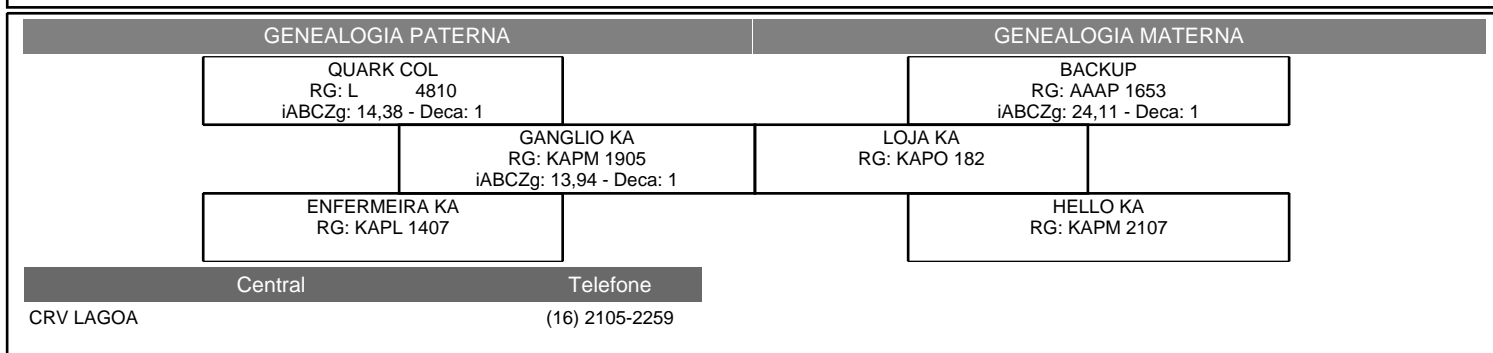 GENEALOGIA PATERNA
GENEALOGIA MATERNA
QUARK COL
RG: L 4810
iABCZg: 14,38 - Deca: 1
BACKUP
RG: AAAP 1653
iABCZg: 24,11 - Deca: 1
GANGLIO KA
RG: KAPM 1905
iABCZg: 13,94 - Deca: 1
LOJA KA
RG: KAPO 182
ENFERMEIRA KA
RG: KAPL 1407
HELLO KA
RG: KAPM 2107
Central Telefone
CRV LAGOA (16) 2105-2259